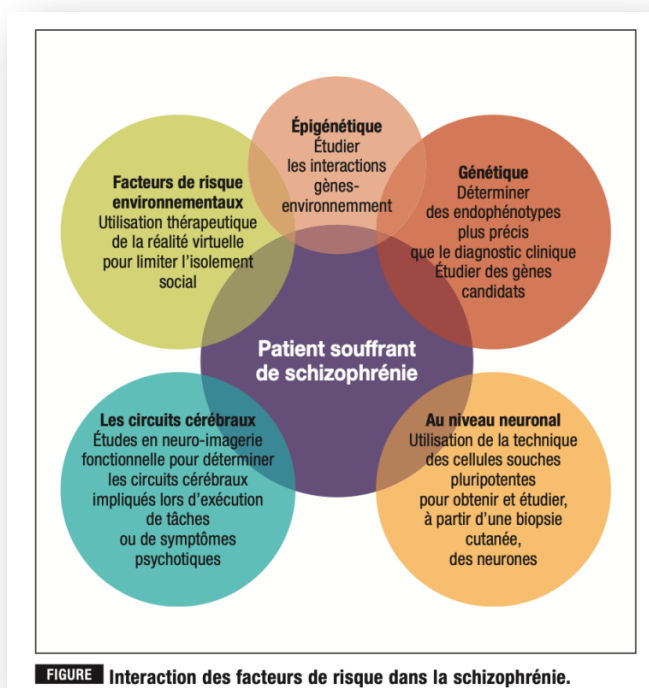 Épigénétique
Étudier
les interactions
gènes-
environnemment
Facteurs de risque
environnementaux
Utilisation thérapeutique
de la réalité virtuelle
pour limiter l’isolement
social
Génétique
Déterminer
des endophénotypes
plus précis
que le diagnostic clinique
Étudier des gènes
candidats
Patient souffrant
de schizophrénie
Les circuits cérébraux
Études en neuro-imagerie
fonctionnelle pour déterminer
les circuits cérébraux
impliqués lors d’exécution
de tâches
ou de symptômes
psychotiques
Au niveau neuronal
Utilisation de la technique
des cellules souches
pluripotentes
pour obtenir et étudier,
à partir d’une biopsie
cutanée,
des neurones
FIGURE Interaction des facteurs de risque dans la schizophrénie.